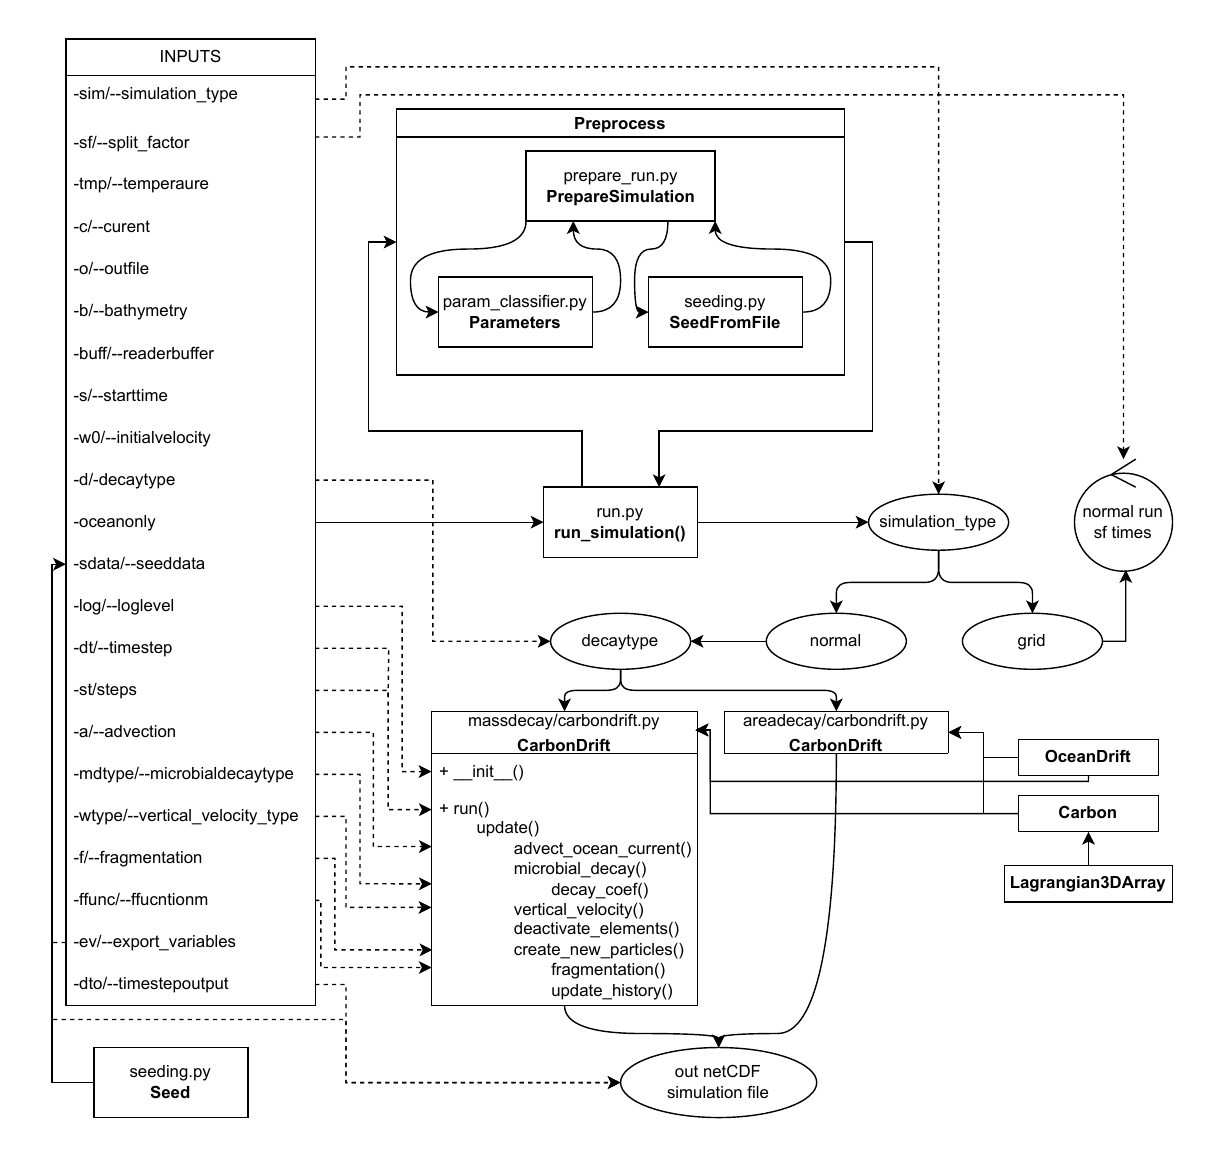 INPUTS
-sim/--simulation_type
-sf/--split_factor
-tmp/--temperaure
-c/--curent
-o/--outfile
-b/--bathymetry
-buff/--readerbuffer
-s/--starttime
-w0/--initialvelocity
-d/-decaytype
-oceanonly
-sdata/--seeddata
-log/--loglevel
-dt/--timestep
-st/steps
-a/--advection
-mdtype/--microbialdecaytype
-wtype/--vertical_velocity_type
-f/--fragmentation
-ffunc/--ffucntionm
-ev/--export_variables
-dto/--timestepoutput
seeding.py
Seed
Preprocess
prepare_run.py
PrepareSimulation
param_classifier.py
Parameters
seeding.py
SeedFromFile
run.py
run_simulation()
simulation_type
normal run
sf times
decaytype
normal
grid
massdecay/carbondrift.py
CarbonDrift
+ __init__()
+ run()
update()
advect_ocean_current()
microbial_decay()
decay_coef()
vertical_velocity()
deactivate_elements()
create_new_particles()
fragmentation()
update_history()
areadecay/carbondrift.py
CarbonDrift
OceanDrift
Carbon
Lagrangian3DArray
out netCDF
simulation file